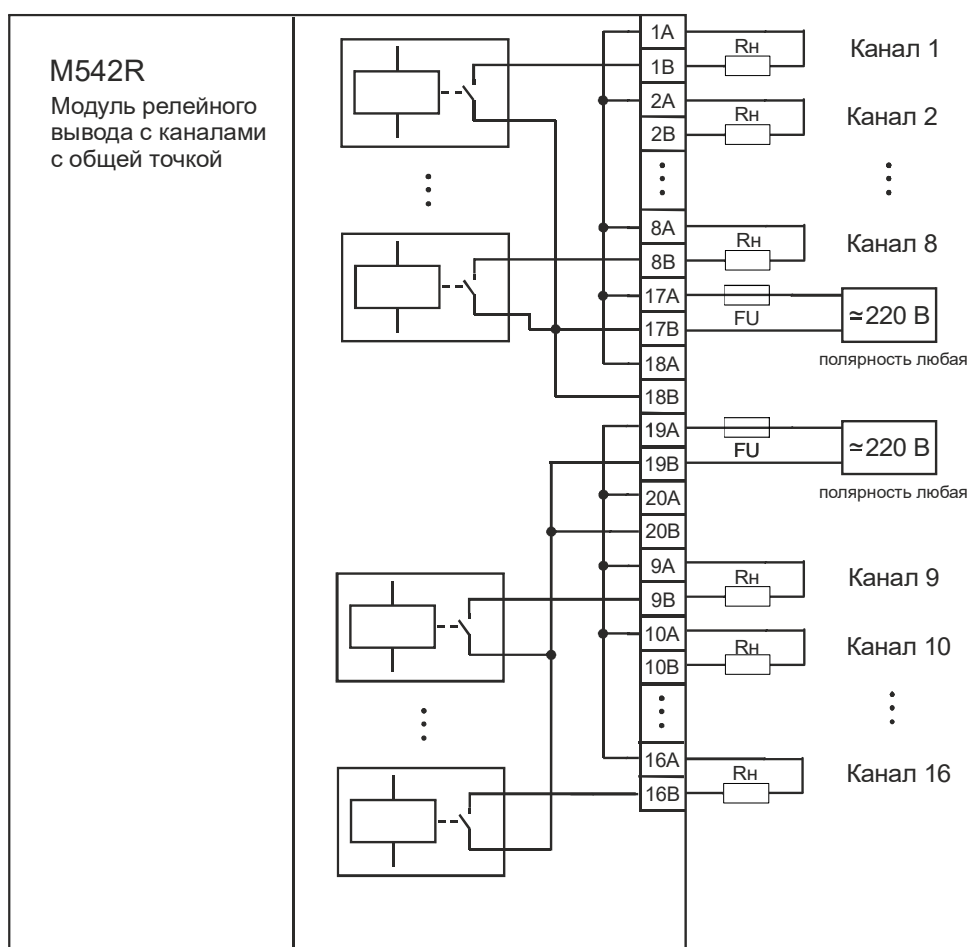 M542R
Модуль релейного
вывода с каналами
с общей точкой
1A
Rн
Канал 1
1B
2A
Rн
Канал 2
2B
8A
Rн
Канал 8
8B
17A
FU
≃220 В
17B
полярность любая
18A
18B
19A
FU
≃220 В
19B
полярность любая
20A
20B
9A
Rн
Канал 9
9B
10A
Rн
Канал 10
10B
16A
Rн
Канал 16
16B